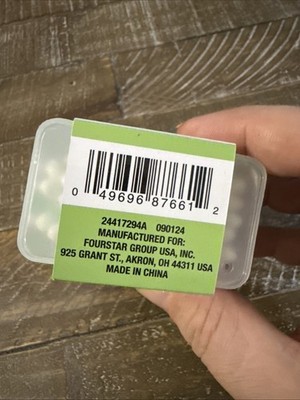 0 49696 87661 2
24417294A 090124
MANUFACTURED FOR:
FOURSTAR GROUP USA, INC.
925 GRANT ST., AKRON, OH 44311 USA
MADE IN CHINA